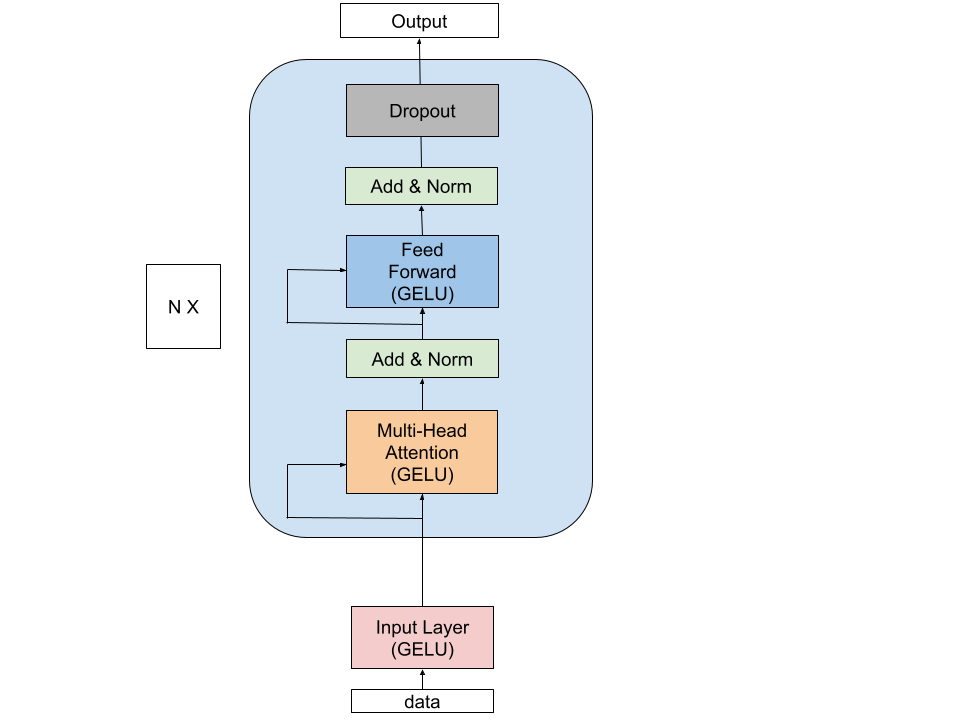 Output
Dropout
Add & Norm
Feed
Forward
(GELU)
N X
Add & Norm
Multi-Head
Attention
(GELU)
Input Layer
(GELU)
data